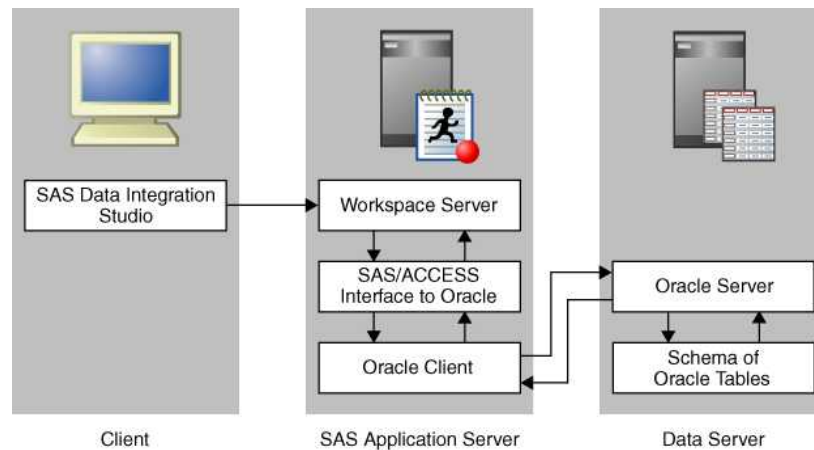 SAS Data Integration
Studio
Workspace Server
SAS/ACCESS
Interface to Oracle
Oracle Client
Oracle Server
Schema of
Oracle Tables
Client
SAS Application Server
Data Server